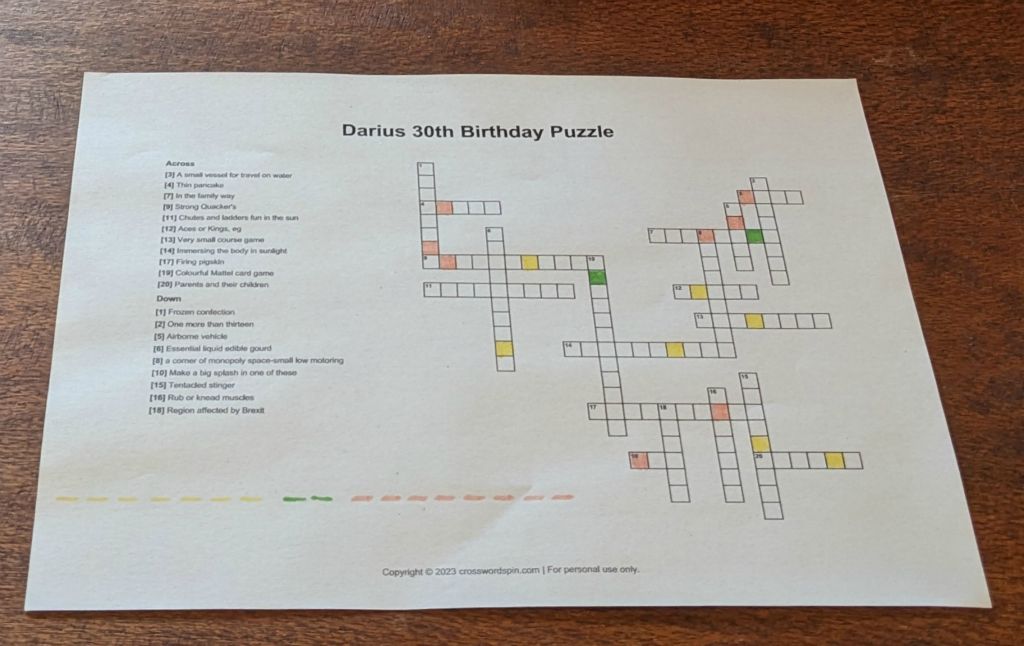 Darius 30th Birthday Puzzle
Across
[3] A small vessel for travel on water
[4] Thin pancake
[7] In the family way
[9] Strong Quacker's
[11] Chutes and ladders fun in the sun
[12] Aces or Kings, eg
[13] Very small course game
[14] Immersing the body in sunlight
[17] Firing pigskin
[19] Colourful Mattel card game
[20] Parents and their children
Down
[1] Frozen confection
[2] One more than thirteen
[5] Airborne vehicle
[6] Essential liquid edible gourd
[8] a corner of monopoly space-small low motoring
[10] Make a big splash in one of these
[15] Tentacled stinger
[16] Rub or knead muscles
[18] Region affected by Brexit
1
2
3
4
5
6
7
8
9
10
11
12
13
14
15
16
17
18
19
20
Copyright © 2023 crosswordspin.com | For personal use only.